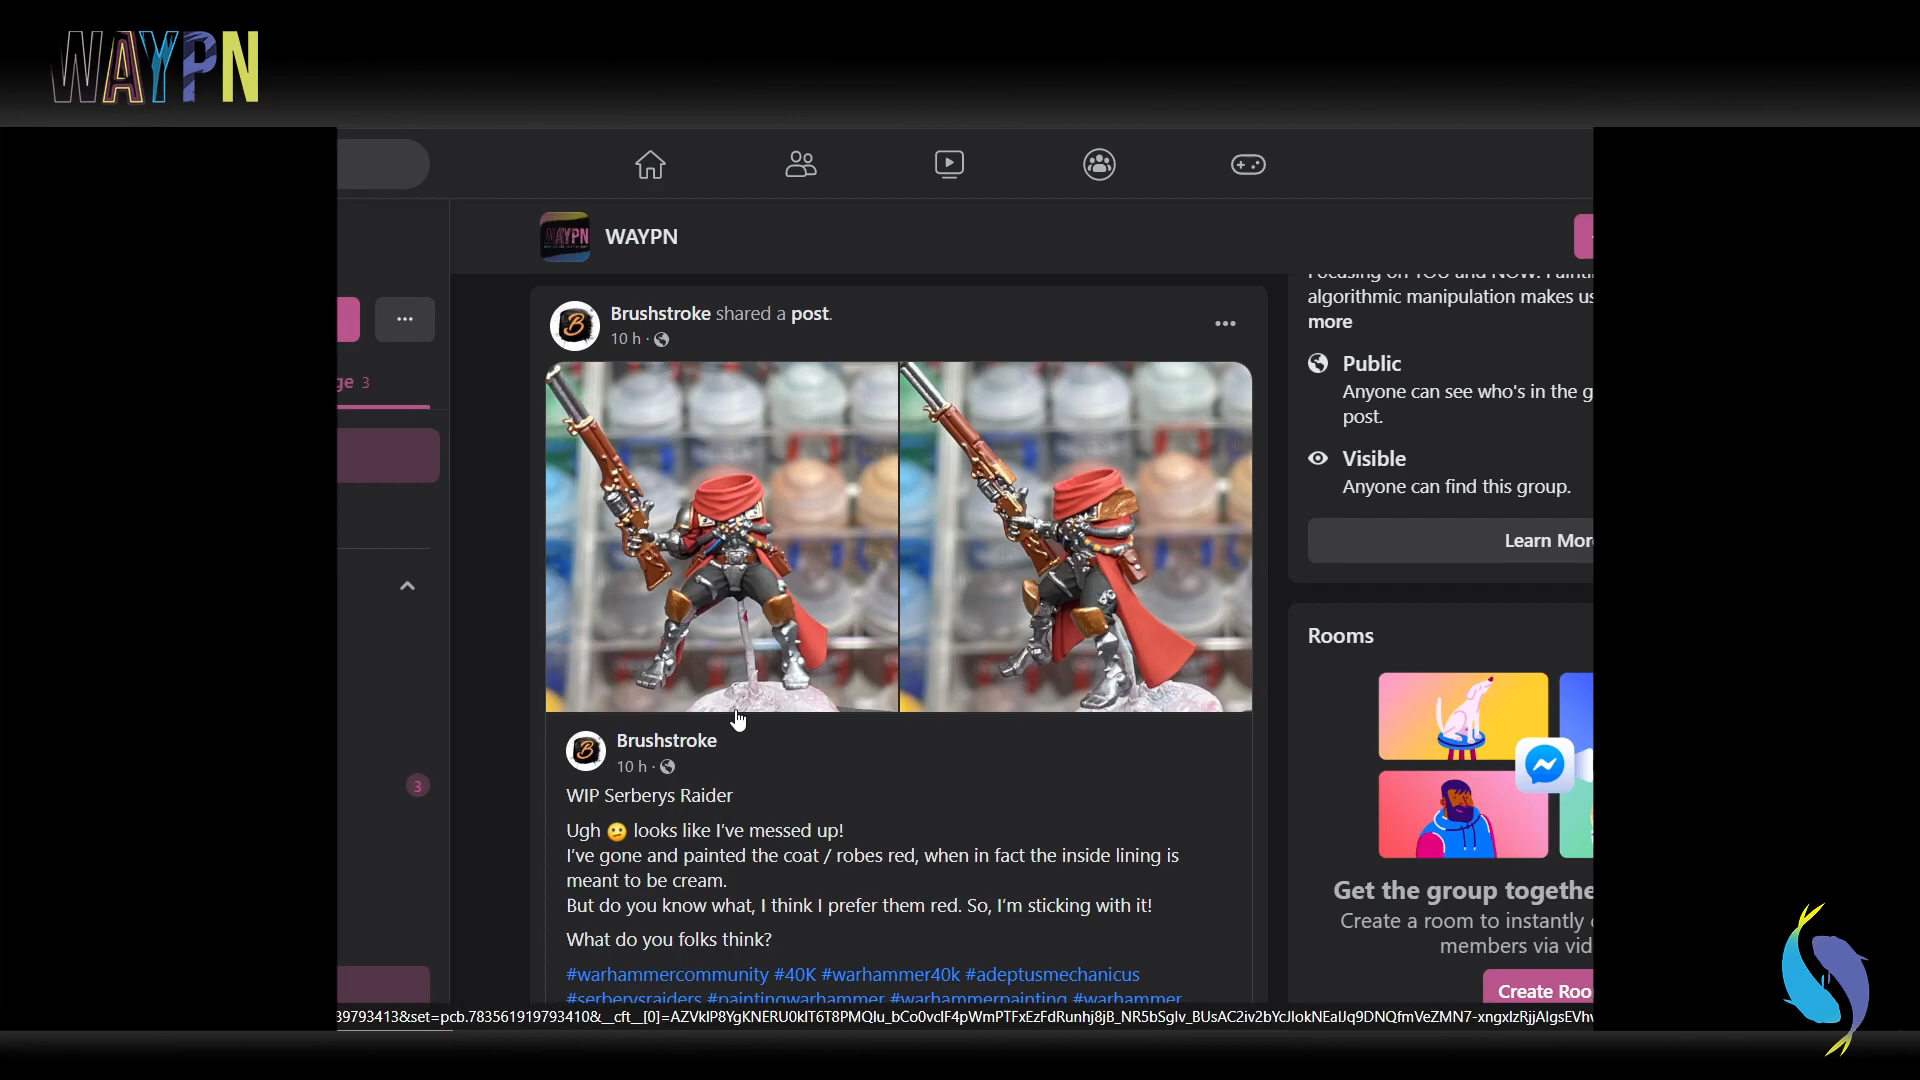 WAYPN
WAYPN
WAYPN
Brushstroke shared a post.
10 h ·
ge 3
3
Brushstroke
10 h ·
WIP Serberys Raider
Ugh 🫤 looks like I've messed up!
I've gone and painted the coat / robes red, when in fact the inside lining is
meant to be cream.
But do you know what, I think I prefer them red. So, I'm sticking with it!
What do you folks think?
#warhammercommunity #40K #warhammer40k #adeptusmechanicus
#serberysraiders #paintingwarhammer #warhammerpainting #warhammer
algorithmic manipulation makes us
more
Public
Anyone can see who's in the g
post.
Visible
Anyone can find this group.
Learn Mor
Rooms
Get the group togethe
Create a room to instantly
members via vid
Create Roo